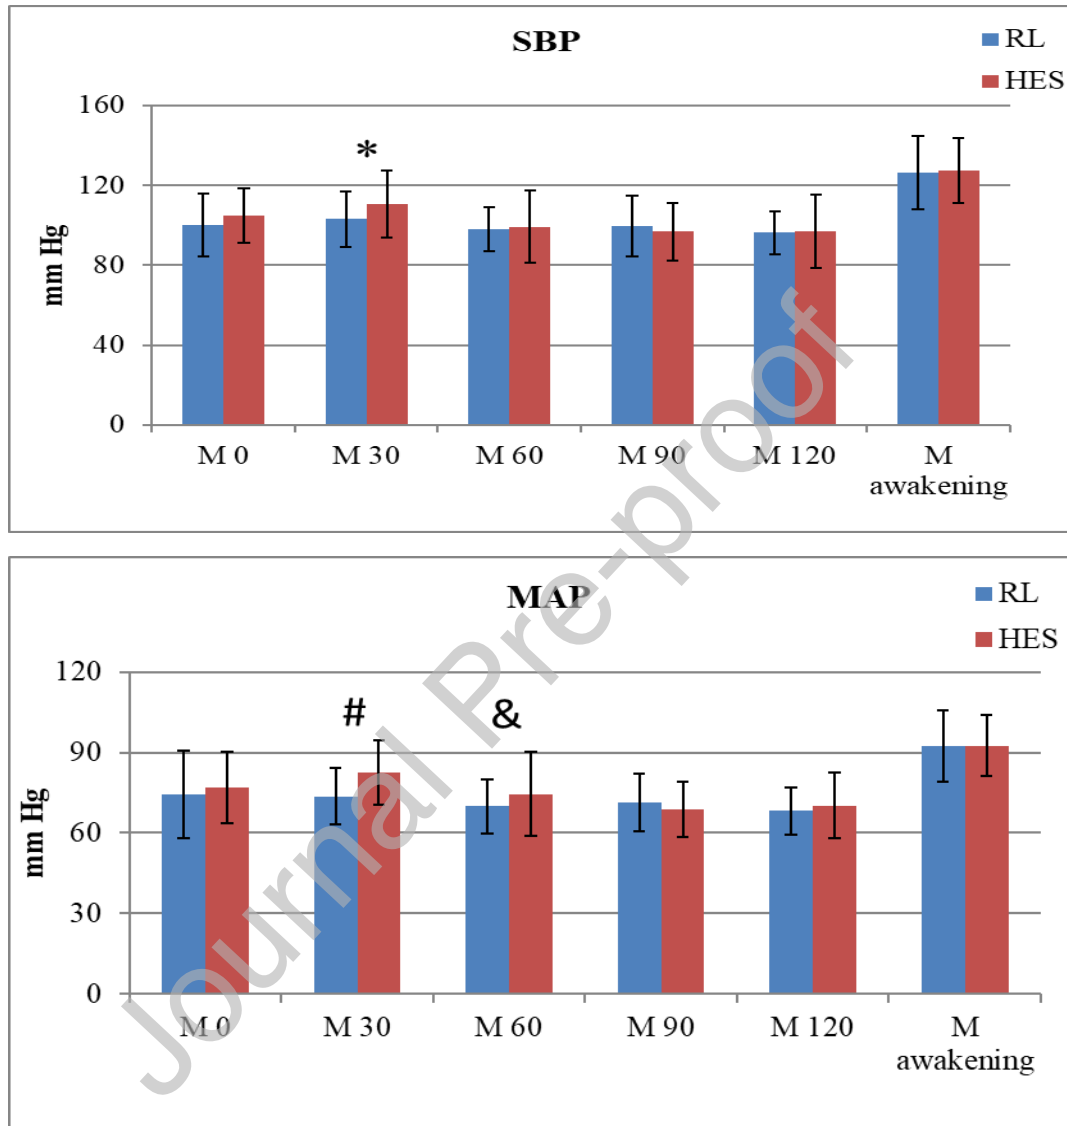 SBP
RL
HES
160
*
120
80
40
0
mm Hg
M 0 M 30 M 60 M 90 M 120 M
awakening
MAP
RL
HES
120
# &
90
60
30
0
mm Hg
M 0 M 30 M 60 M 90 M 120 M
awakening
Journal Pre-proof